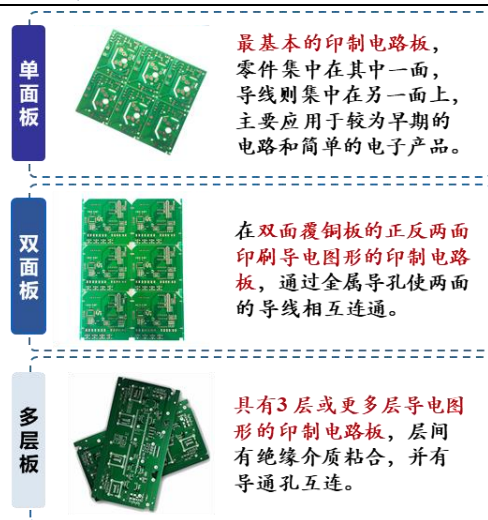 单面板
最基本的印制电路板，
零件集中在其中一面，
导线则集中在另一面上，
主要应用于较为早期的
电路和简单的电子产品。
双面板
在双面覆铜板的正反两面
印刷导电图形的印制电路
板，通过金属导孔使两面
的导线相互连通。
多层板
具有3 层或更多层导电图
形的印制电路板，层间
有绝缘介质粘合，并有
导通孔互连。